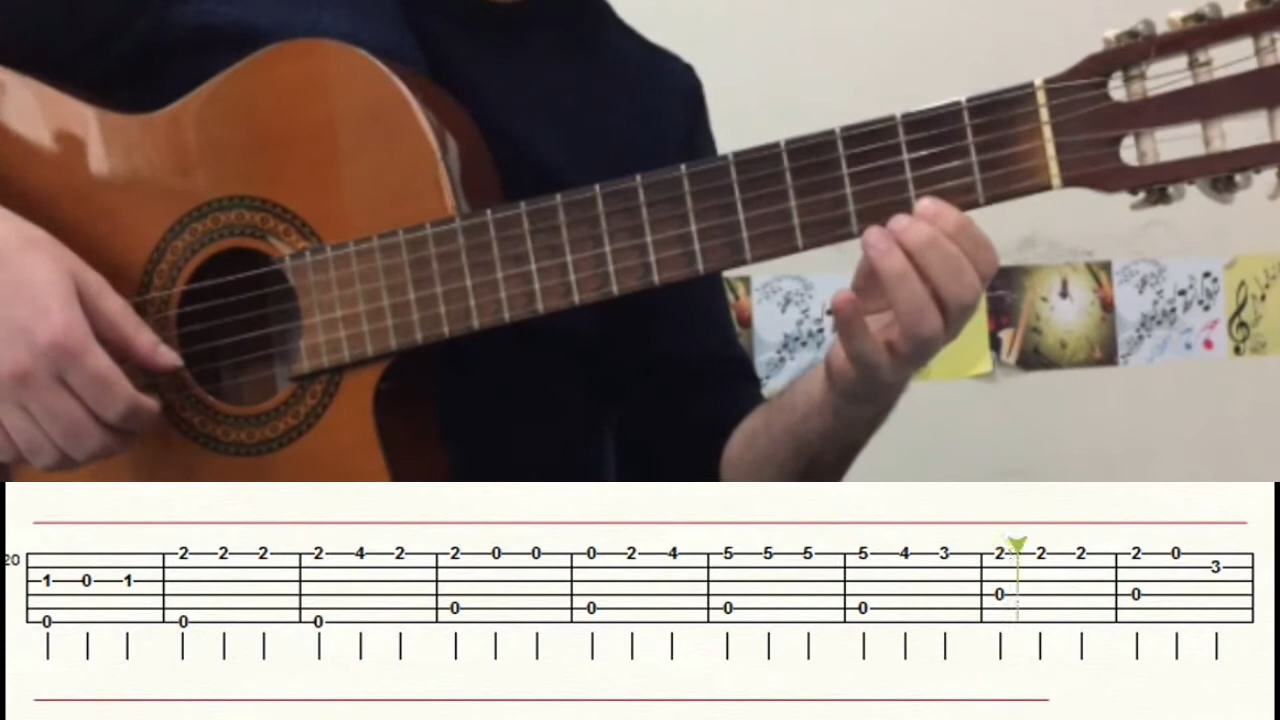 20
2 2 2 2 4 2 2 0 0 0 2 4 5 5 5 5 4 3 2 2 2 2 0
3
1 0 1
0 0
0 0 0 0
0 0 0